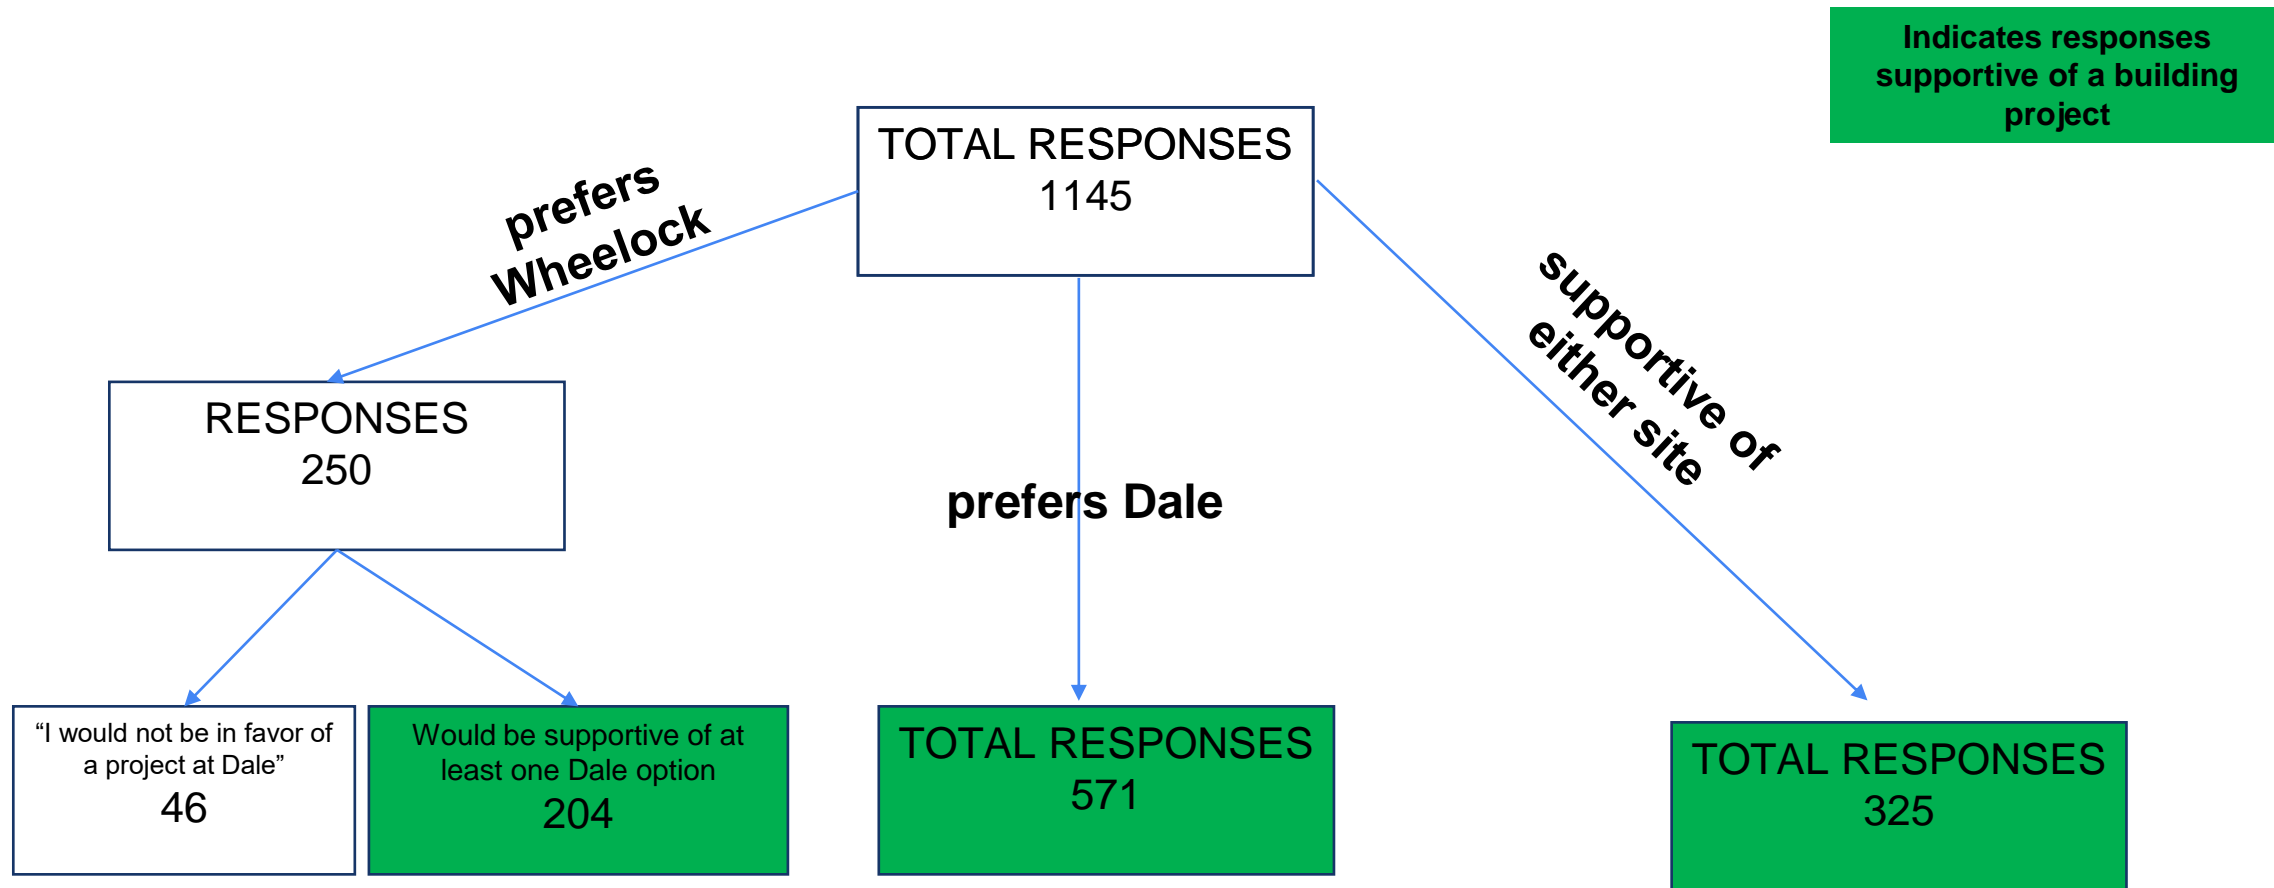 Indicates responses
supportive of a building
project
TOTAL RESPONSES
1145
prefers
Wheelock
supportive of
either site
RESPONSES
250
prefers Dale
“I would not be in favor of
a project at Dale”
46
Would be supportive of at
least one Dale option
204
TOTAL RESPONSES
571
TOTAL RESPONSES
325